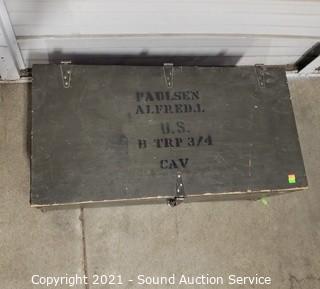 PAULSEN
ALFRED.J.
U.S.
B TRP 3/4
CAV
Copyright 2021 - Sound Auction Service